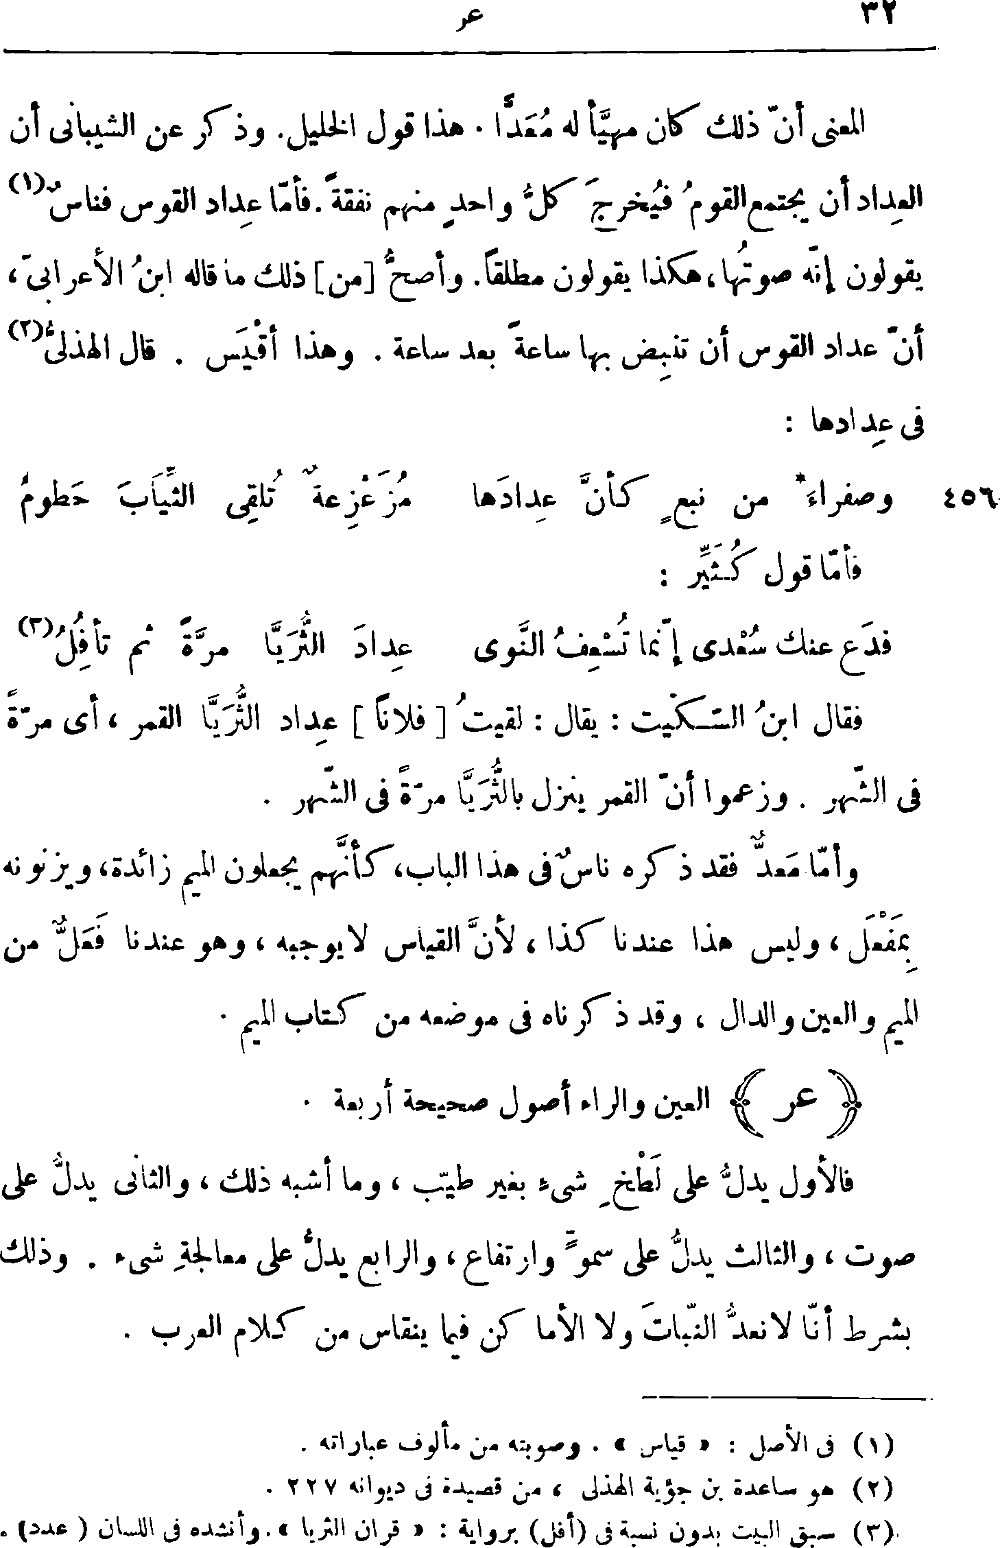 ٣٢
عر
المعنى أنّ ذلك كان مهيَّأ له مُعَدًّا . هذا قول الخليل. وذكر عن الشيبانى أن
العِداد أن يجتمع القومُ فيُخرجَ كلُّ واحدٍ منهم نفقةً . فأمّا عِداد القوس فناسٌ(١)
يقولون إنّه صوتُها، هكذا يقولون مطلقاً. وأصحُّ [من] ذلك ما قاله ابنُ الأعرابىّ،
أنّ عداد القوس أن تنبِض بها ساعةً بعد ساعة . وهذا أقْيَس . قال الهذلىُّ(٢)
فى عِدادها :
٤٥٦ وصفراءَ* من نبعٍ كأنَّ عِدادَها مُزَعْزِعةٌ تُلقِى الثِّيَابَ حَطومُ
فأمّا قول كُثَيِّر :
فدَع عنك سُعْدى إنّما تُسْعِفُ النَّوى عِدادَ الثُّرَيَّا مرَّةً ثم تأفِلُ(٣)
فقال ابنُ السّكّيت : يقال : لقيتُ [ فلاناً ] عِداد الثُّرَيَّا القمر ، أى مرّةً
فى الشّهر . وزعموا أنّ القمر ينزل بالثُّرَيَّا مرّةً فى الشّهر .
وأمّا مَعدٌّ فقد ذكره ناسٌ فى هذا الباب، كأنَّهم يجعلون الميم زائدة، ويزنونه
بِمَفْعَل ، وليس هذا عندنا كذا ، لأنَّ القياس لا يوجبه ، وهو عندنا فَعَلٌّ من
الميم والعين والدال ، وقد ذكرناه فى موضعه من كتاب الميم .
﴿ عر ﴾ العين والراء أصول صحيحة أربعة .
فالأول يدلُّ على لَطْخِ شىءٍ بغير طيّب ، وما أشبه ذلك ، والثانى يدلُّ على
صوت ، والثالث يدلُّ على سموٍّ وارتفاع ، والرابع يدلُّ على معالجةِ شىء . وذلك
بشرط أنّا لا نعدُّ النّباتَ ولا الأماكن فيما ينقاس من كلام العرب .
(١) فى الأصل : « قياس » . وصوبته من مألوف عباراته .
(٢) هو ساعدة بن جؤية الهذلى ، من قصيدة فى ديوانه ٢٢٧ .
(٣) سبق البيت بدون نسبة فى (أفل) برواية : « قران الثريا ». وأنشده فى اللسان ( عدد) .